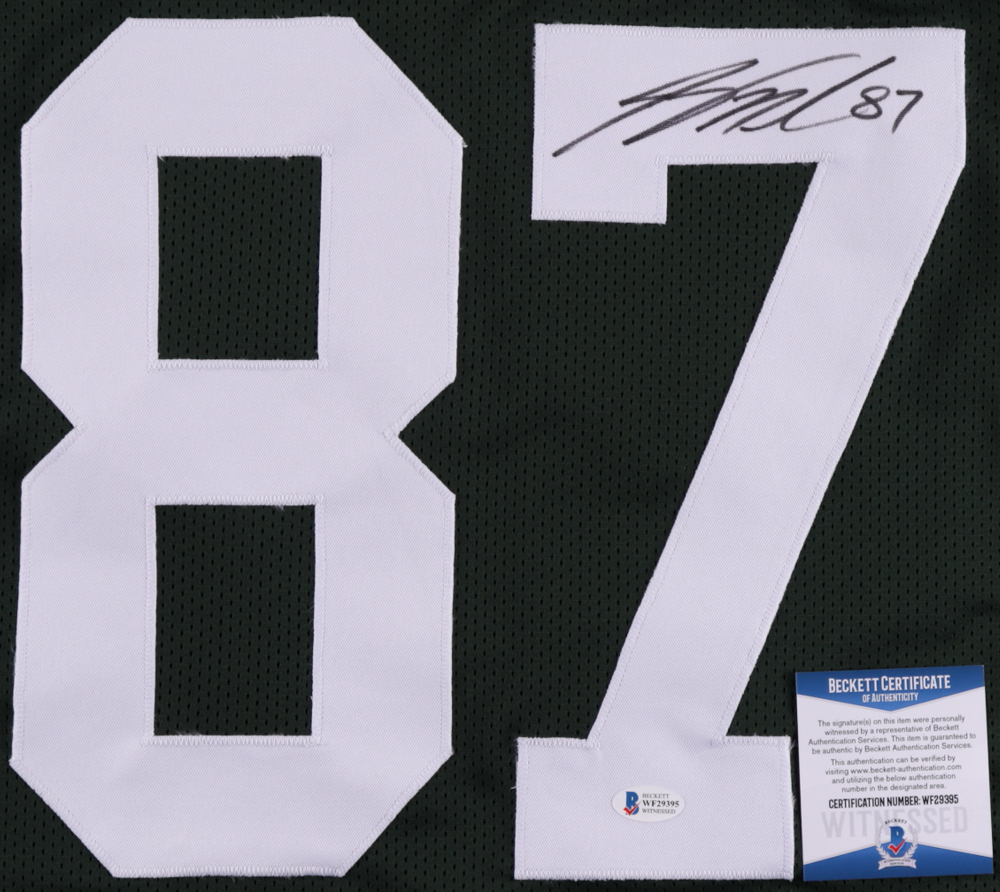 87
87
BECKETT
WF29395
WITNESSED
BECKETT CERTIFICATE
OF AUTHENTICITY
The signature(s) on this item were personally
witnessed by a representative of Beckett
Authentication Services. This item is guaranteed to
be authentic by Beckett Authentication Services.
This authentication can be verified by
visiting www.beckett-authentication.com
and utilizing the below authentication
number in the designated area.
CERTIFICATION NUMBER: WF29395
WITNESSED
BECKETT